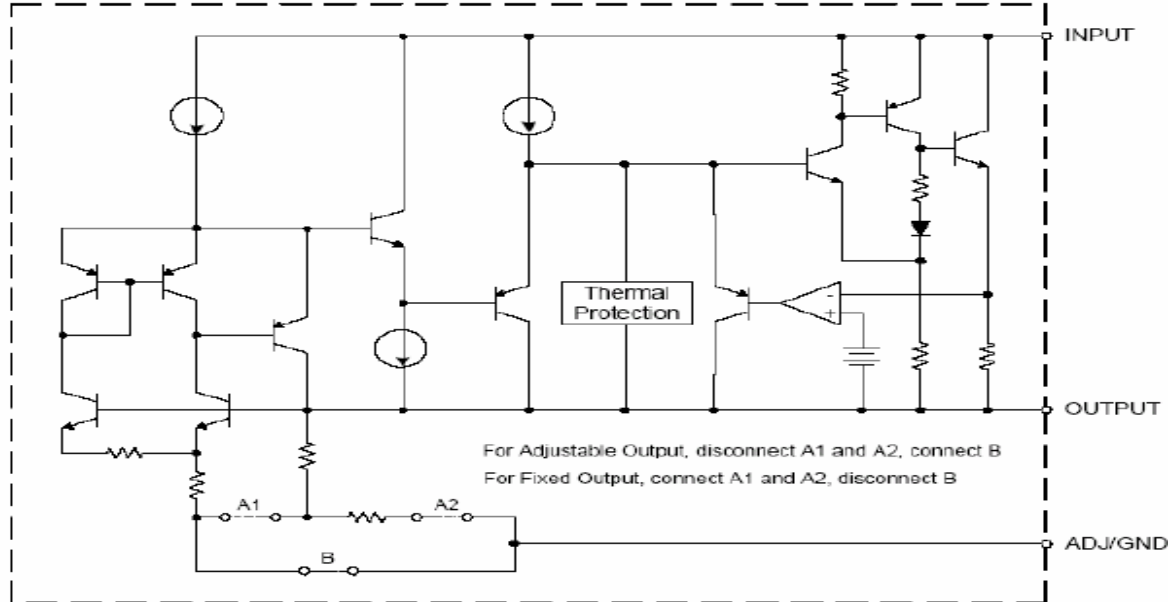 INPUT
Thermal
Protection
-
+
OUTPUT
For Adjustable Output, disconnect A1 and A2, connect B
For Fixed Output, connect A1 and A2, disconnect B
A1
A2
B
ADJ/GND